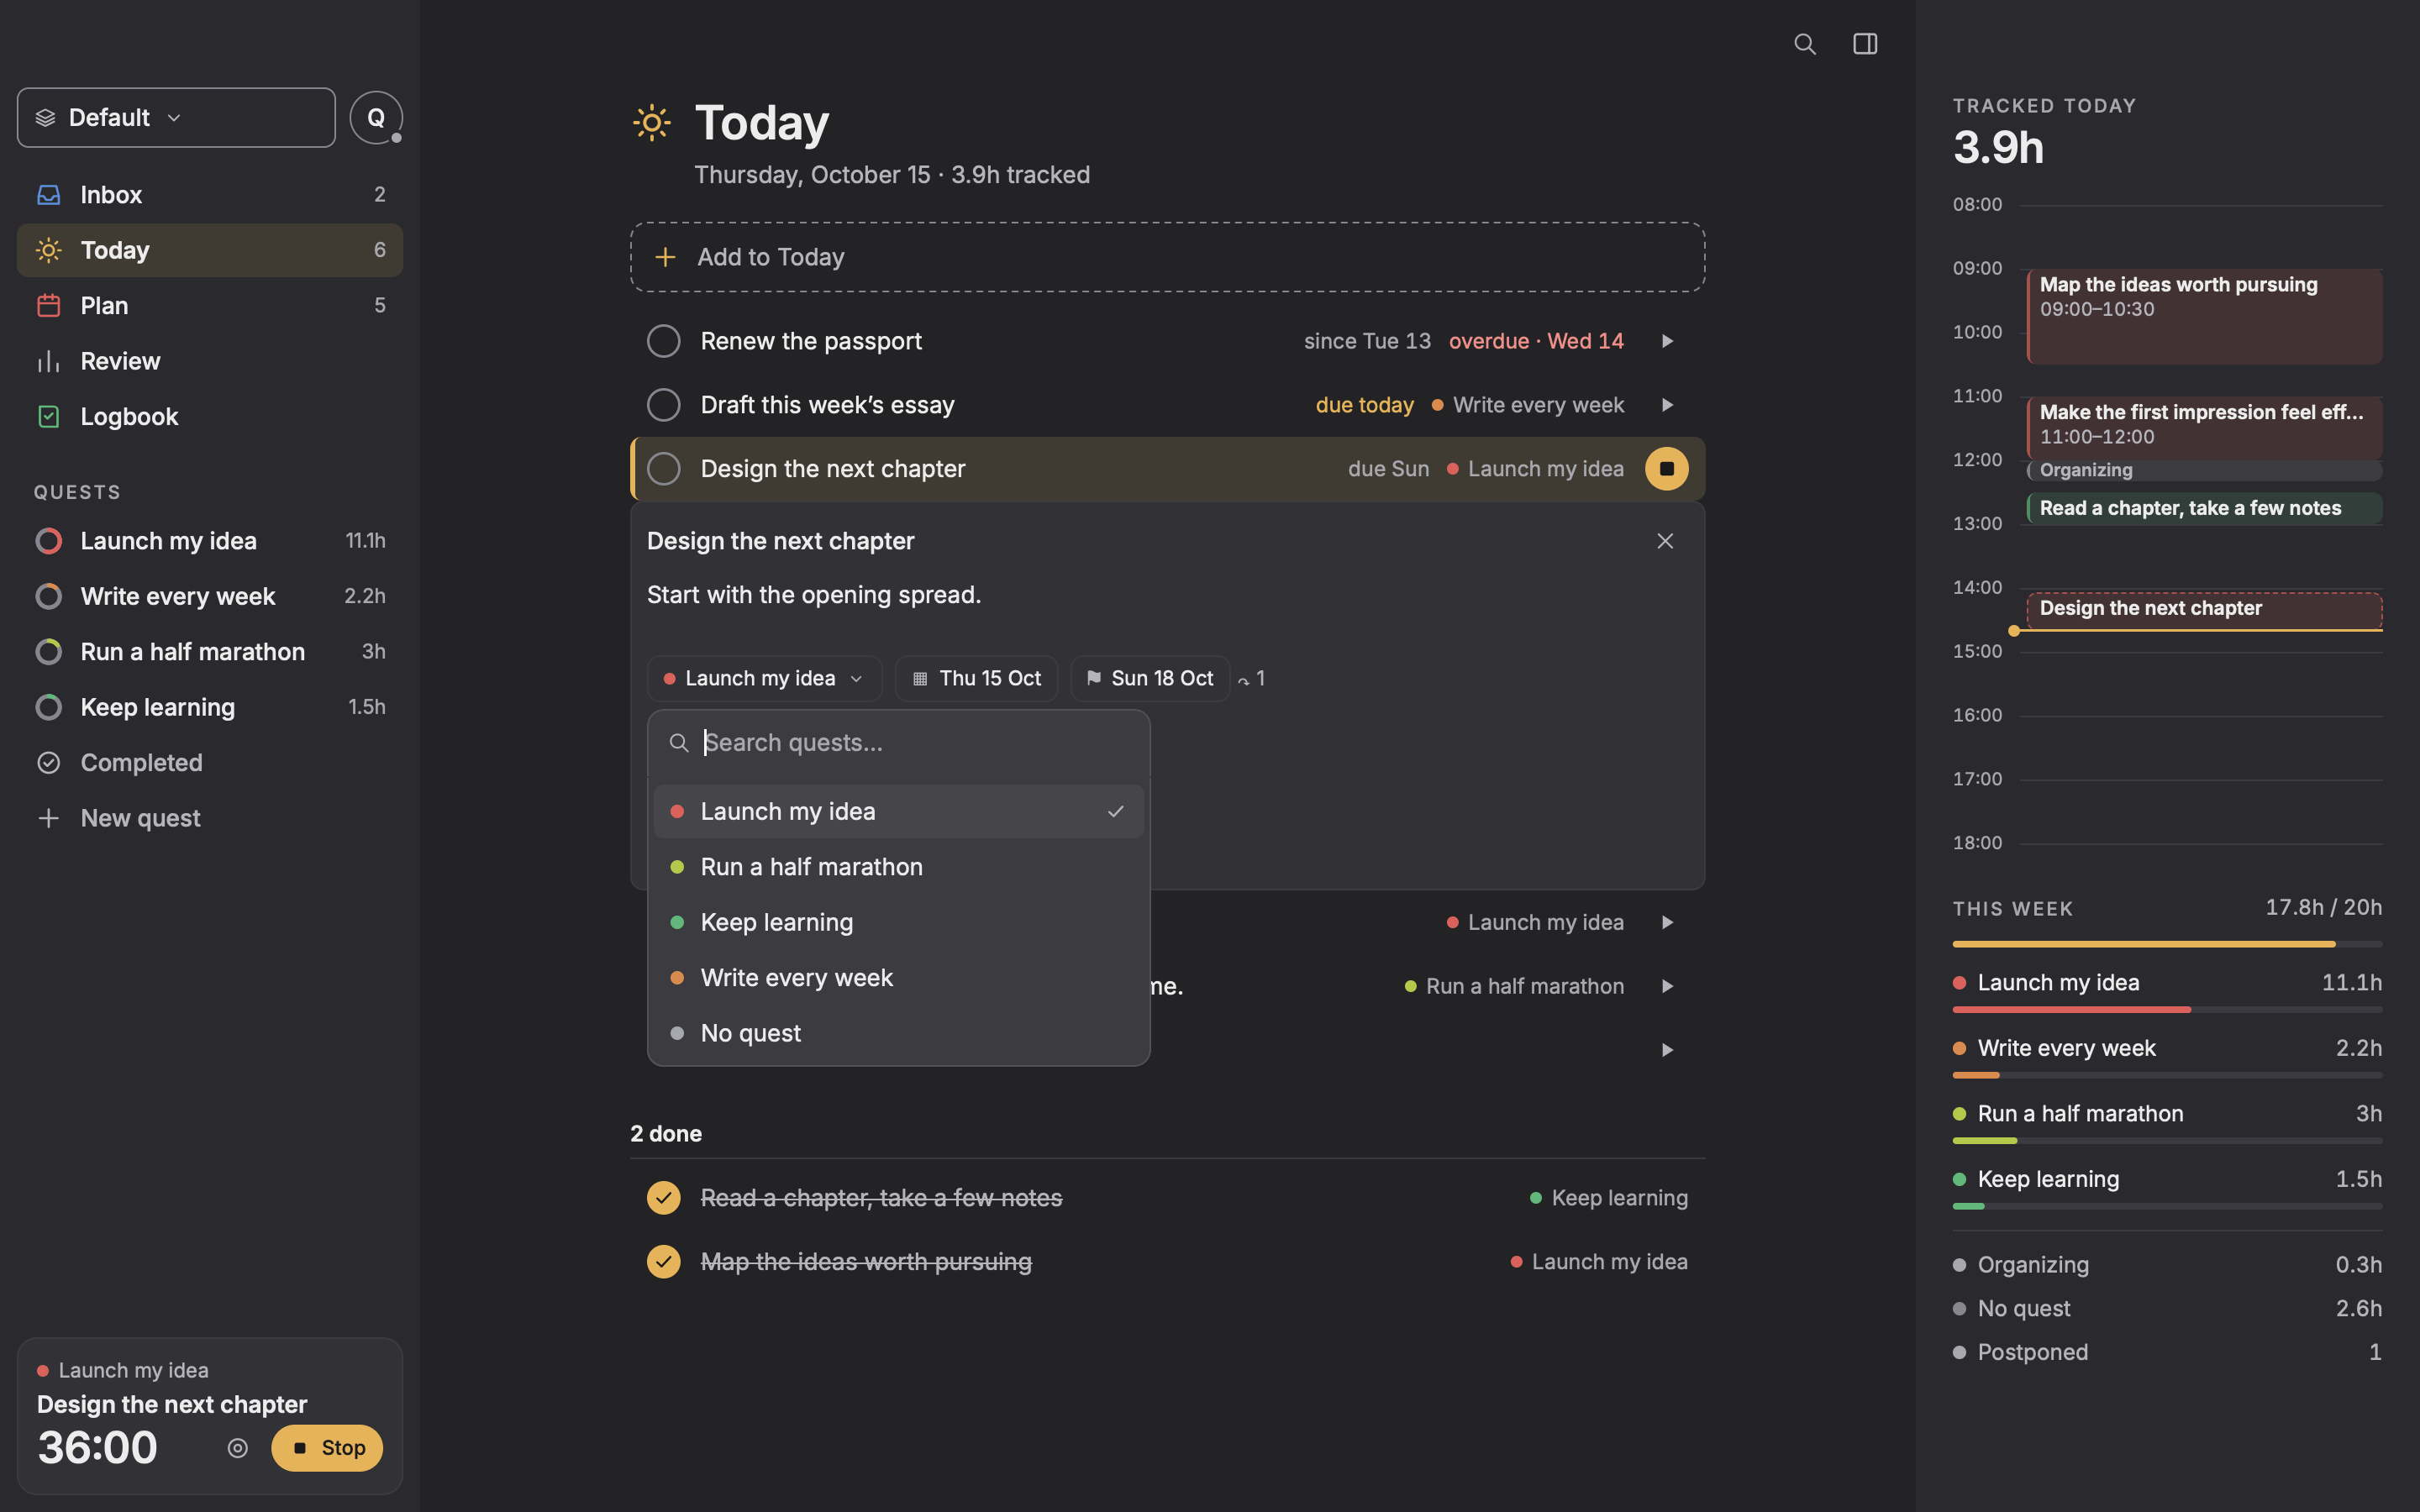 Default
Q
Inbox 2
Today 6
Plan 5
Review
Logbook
QUESTS
Launch my idea 11.1h
Write every week 2.2h
Run a half marathon 3h
Keep learning 1.5h
Completed
New quest
Launch my idea
Design the next chapter
36:00
Stop
Today
Thursday, October 15 · 3.9h tracked
Add to Today
Renew the passport since Tue 13 overdue · Wed 14
Draft this week’s essay due today Write every week
Design the next chapter due Sun Launch my idea
Design the next chapter
Start with the opening spread.
Launch my idea Thu 15 Oct Sun 18 Oct 1
Search quests...
Launch my idea
Run a half marathon
Keep learning
Write every week
No quest
Launch my idea
me. Run a half marathon
2 done
Read a chapter, take a few notes Keep learning
Map the ideas worth pursuing Launch my idea
TRACKED TODAY
3.9h
08:00
09:00
Map the ideas worth pursuing
09:00–10:30
10:00
11:00
Make the first impression feel eff...
11:00–12:00
12:00
Organizing
Read a chapter, take a few notes
13:00
14:00
Design the next chapter
15:00
16:00
17:00
18:00
THIS WEEK 17.8h / 20h
Launch my idea 11.1h
Write every week 2.2h
Run a half marathon 3h
Keep learning 1.5h
Organizing 0.3h
No quest 2.6h
Postponed 1